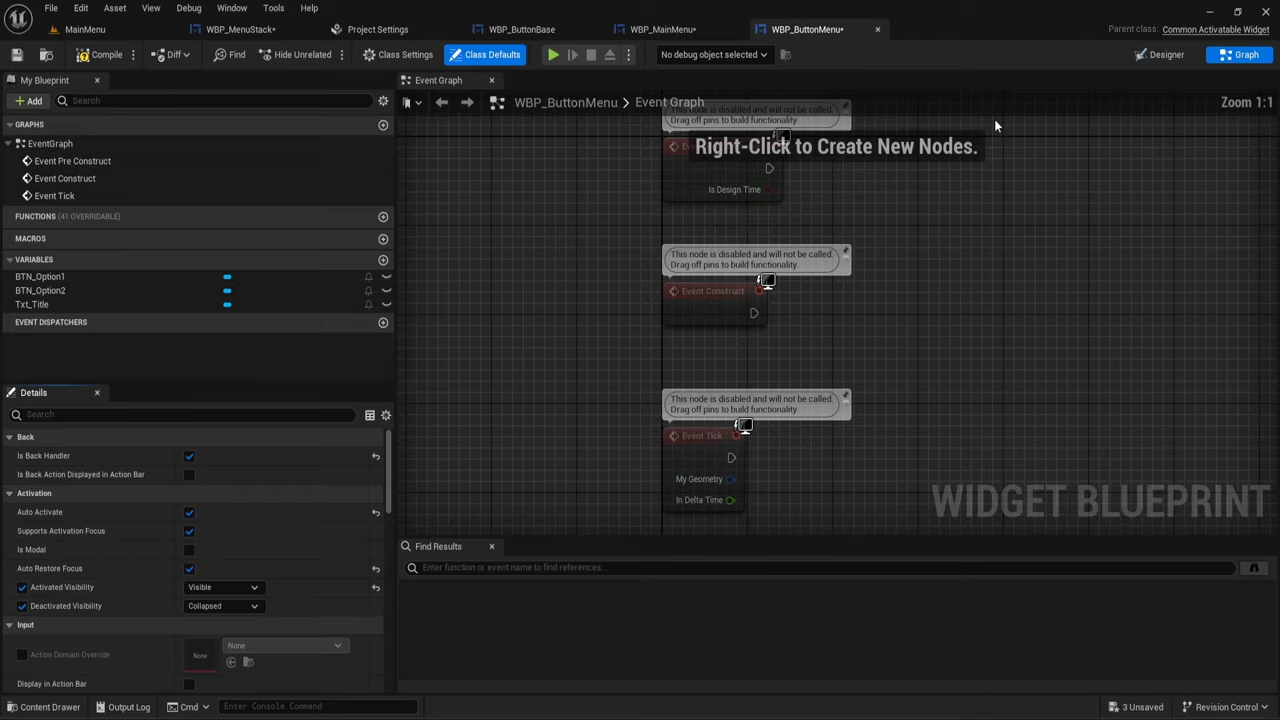 File Edit Asset View Debug Window Tools Help
MainMenu WBP_MenuStack• Project Settings WBP_ButtonBase WBP_MainMenu• WBP_ButtonMenu•
Parent class: Common Activatable Widget
Compile Diff Find Hide Unrelated Class Settings Class Defaults No debug object selected Designer Graph
My Blueprint
Event Graph
Add Search
WBP_ButtonMenu > Event Graph Zoom 1:1
GRAPHS
EventGraph
Event Pre Construct
Event Construct
Event Tick
FUNCTIONS (41 OVERRIDABLE)
MACROS
VARIABLES
BTN_Option1
BTN_Option2
Txt_Title
EVENT DISPATCHERS
This node is disabled and will not be called.
Drag off pins to build functionality.
Right-Click to Create New Nodes.
Is Design Time
This node is disabled and will not be called.
Drag off pins to build functionality.
Event Construct
This node is disabled and will not be called.
Drag off pins to build functionality.
Event Tick
My Geometry
In Delta Time
WIDGET BLUEPRINT
Details
Search
Back
Is Back Handler
Is Back Action Displayed in Action Bar
Activation
Auto Activate
Supports Activation Focus
Is Modal
Auto Restore Focus
Activated Visibility Visible
Deactivated Visibility Collapsed
Input
Action Domain Override None None
Display in Action Bar
Find Results
Enter function or event name to find references...
Content Drawer Output Log Cmd Enter Console Command 3 Unsaved Revision Control